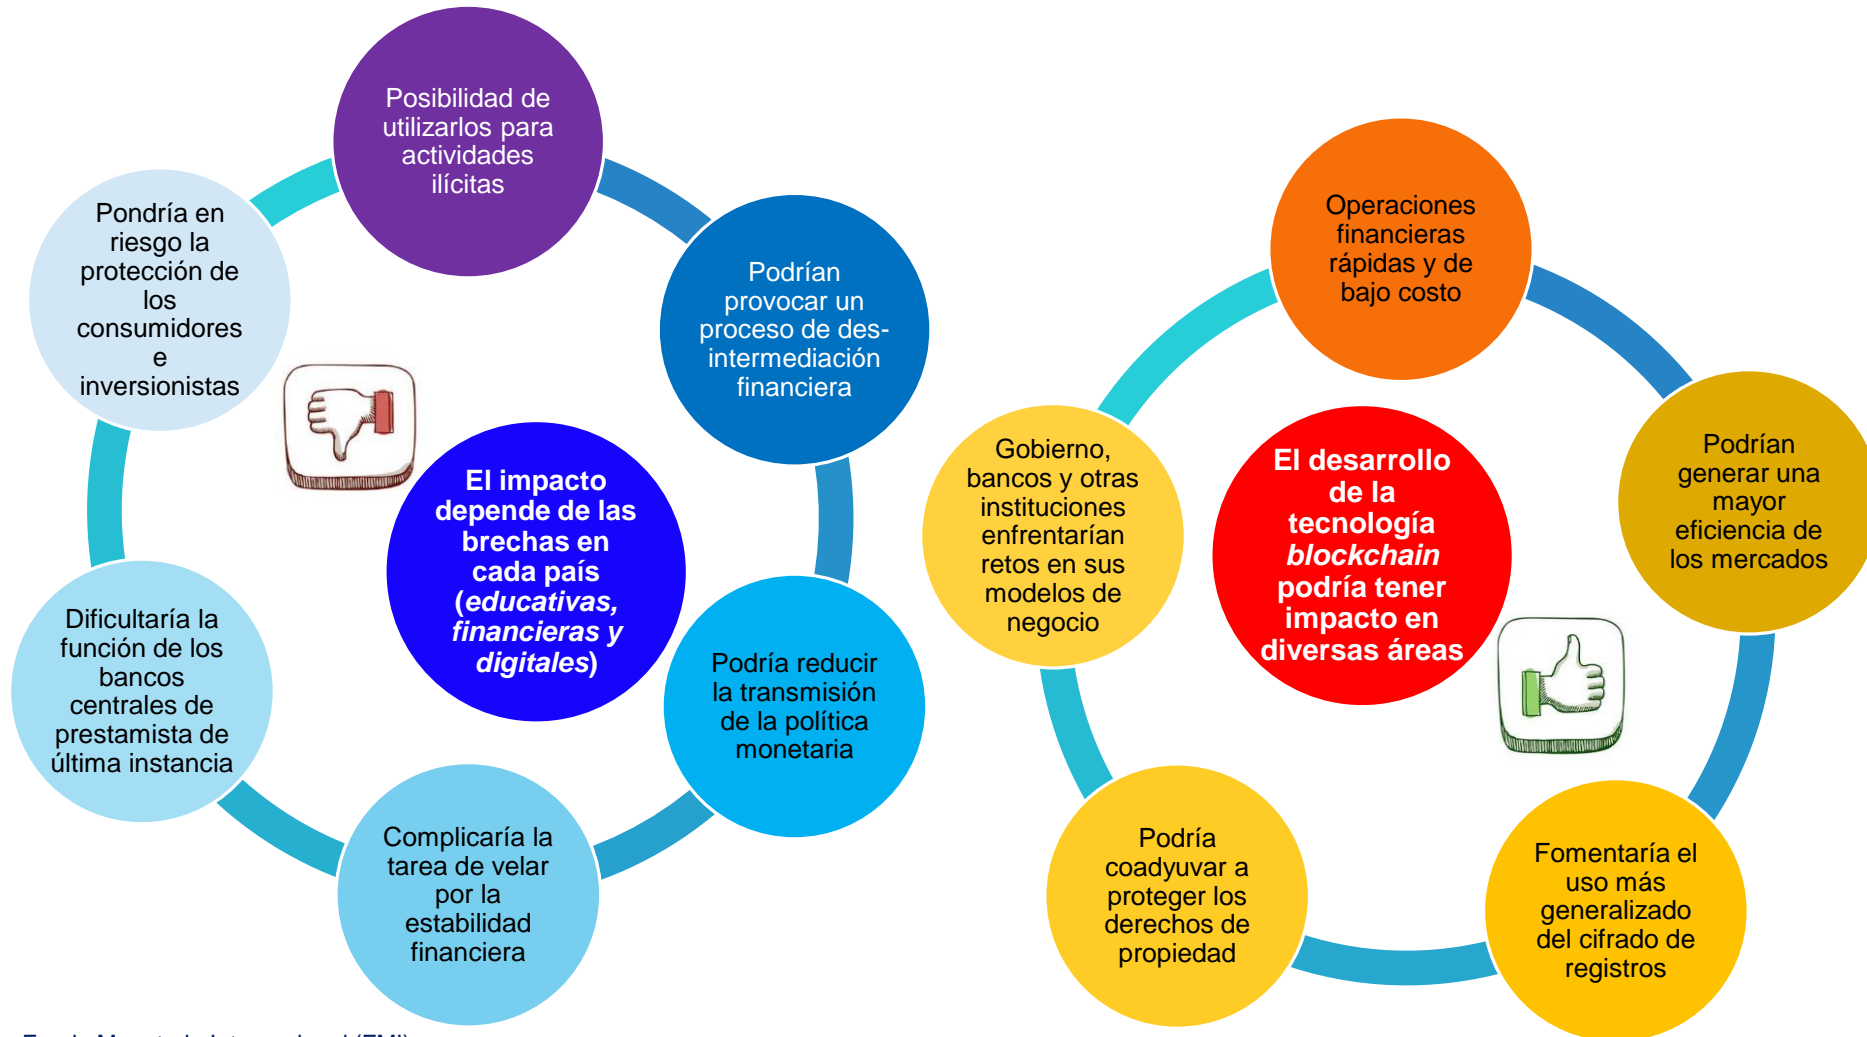 Posibilidad de
utilizarlos para
actividades
ilícitas
Podrían
provocar un
proceso de des-
intermediación
financiera
Podría reducir
la transmisión
de la política
monetaria
Complicaría la
tarea de velar
por la
estabilidad
financiera
Dificultaría la
función de los
bancos
centrales de
prestamista de
última instancia
Pondría en
riesgo la
protección de
los
consumidores
e
inversionistas
El impacto
depende de las
brechas en
cada país
(educativas,
financieras y
digitales)
Operaciones
financieras
rápidas y de
bajo costo
Podrían
generar una
mayor
eficiencia de
los mercados
Fomentaría el
uso más
generalizado
del cifrado de
registros
Podría
coadyuvar a
proteger los
derechos de
propiedad
Gobierno,
bancos y otras
instituciones
enfrentarían
retos en sus
modelos de
negocio
El desarrollo
de la
tecnología
blockchain
podría tener
impacto en
diversas áreas
Monetario Internacional (FMI)